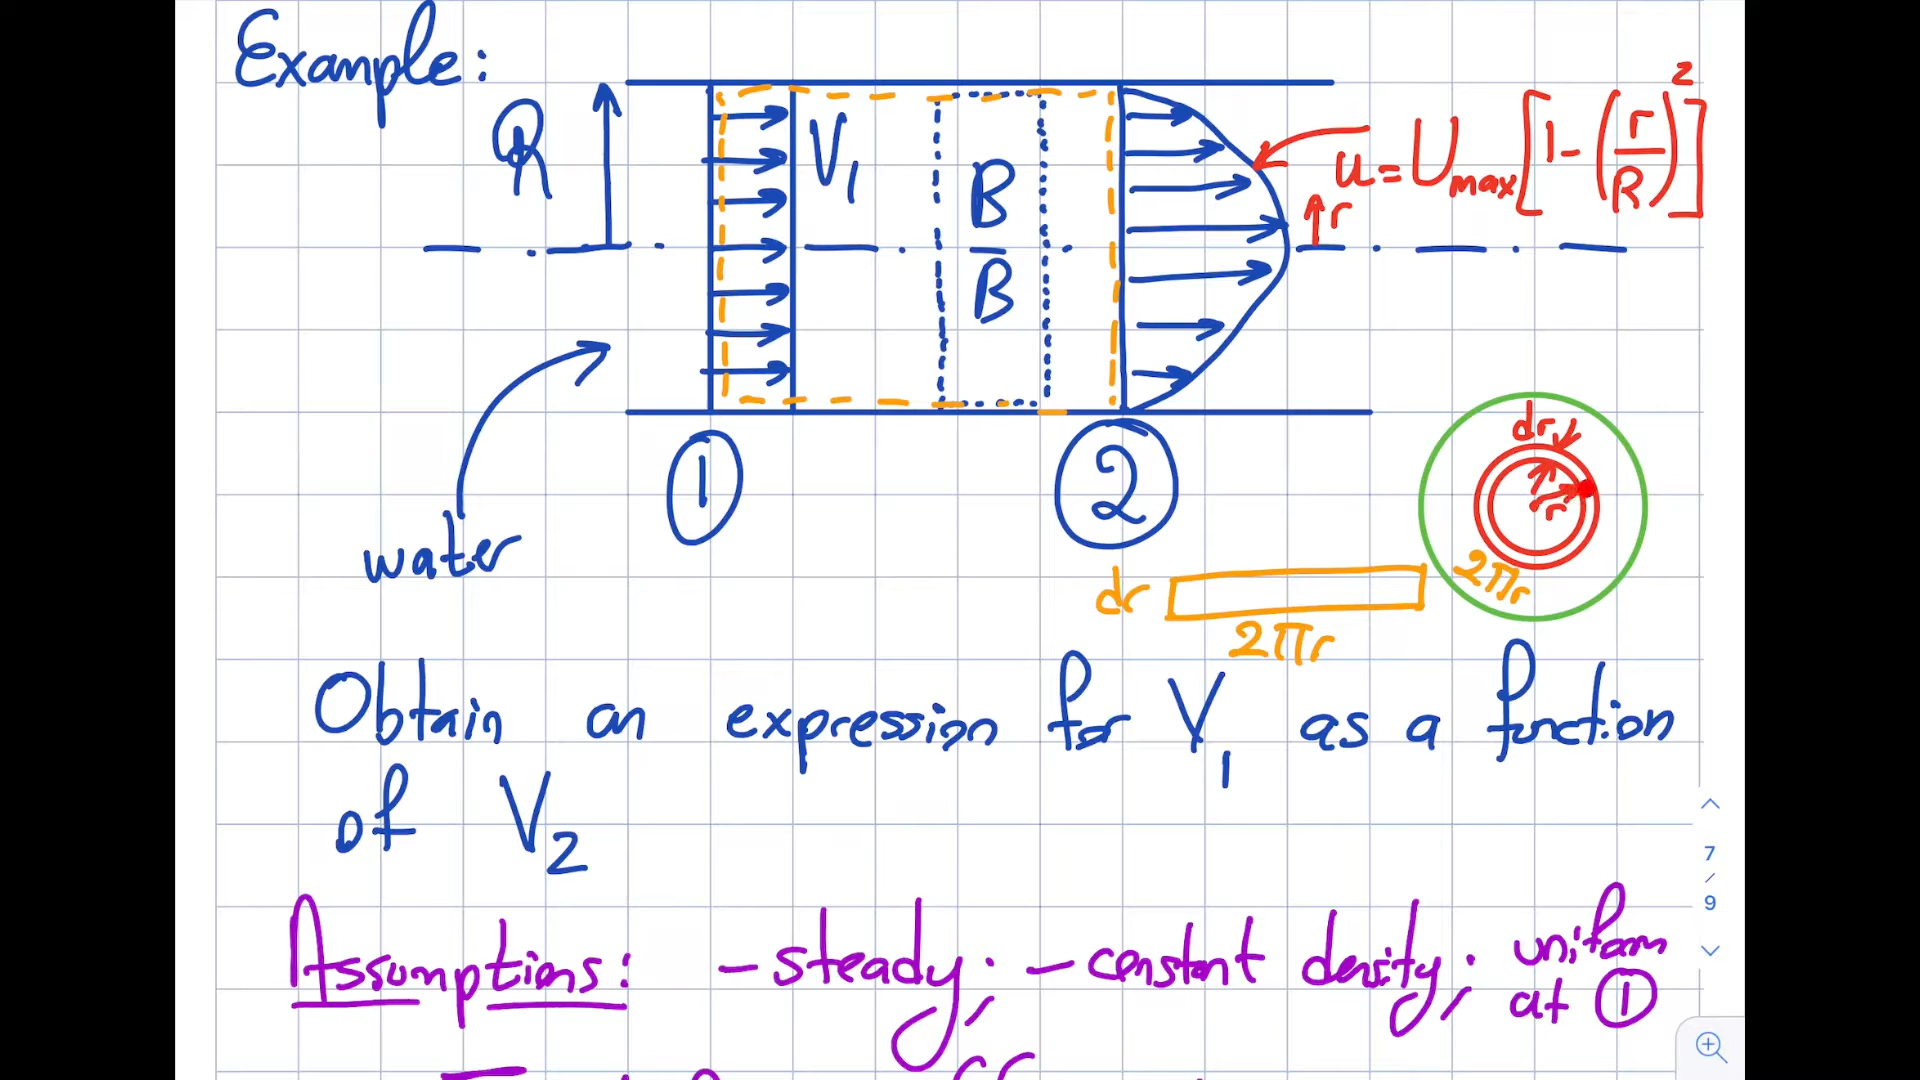 Example:
R
V1
B
B
u = Umax [1 - (r/R)²]
r
water
1
2
dr
r
2πr
dr
2πr
Obtain an expression for V1 as a function
of V2
Assumptions: - steady; - constant density; uniform
at 1
7
/
9